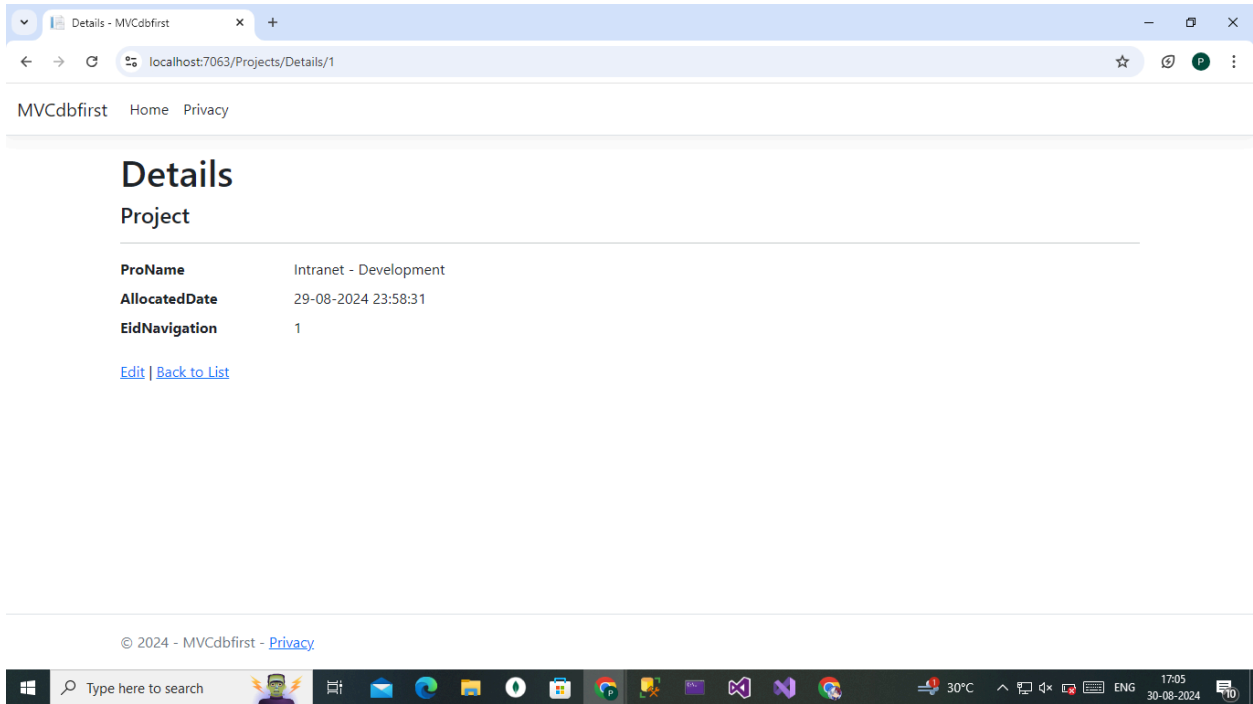 Details - MVCdbfirst
localhost:7063/Projects/Details/1
MVCdbfirst Home Privacy
Details
Project
ProName Intranet - Development
AllocatedDate 29-08-2024 23:58:31
EidNavigation 1
Edit | Back to List
© 2024 - MVCdbfirst - Privacy
Type here to search 30°C ENG 17:05
30-08-2024 10